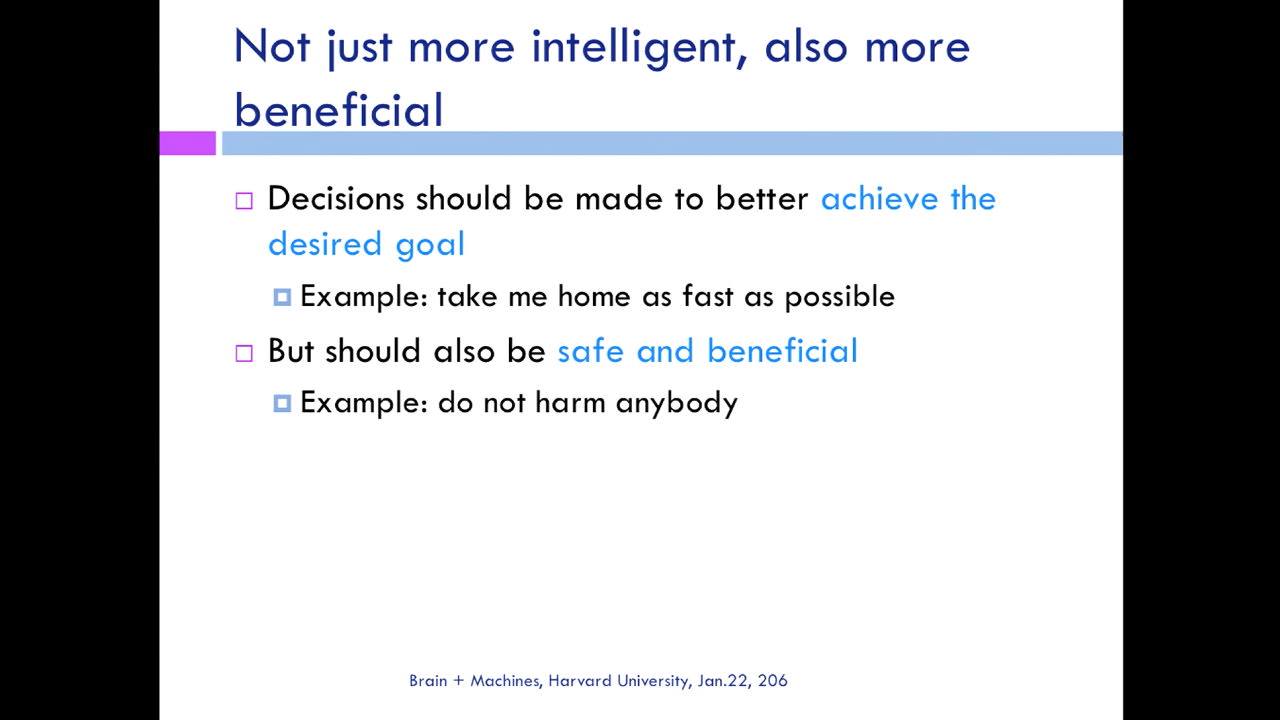 Not just more intelligent, also more
beneficial
Decisions should be made to better achieve the
desired goal
Example: take me home as fast as possible
But should also be safe and beneficial
Example: do not harm anybody
Brain + Machines, Harvard University, Jan.22, 206